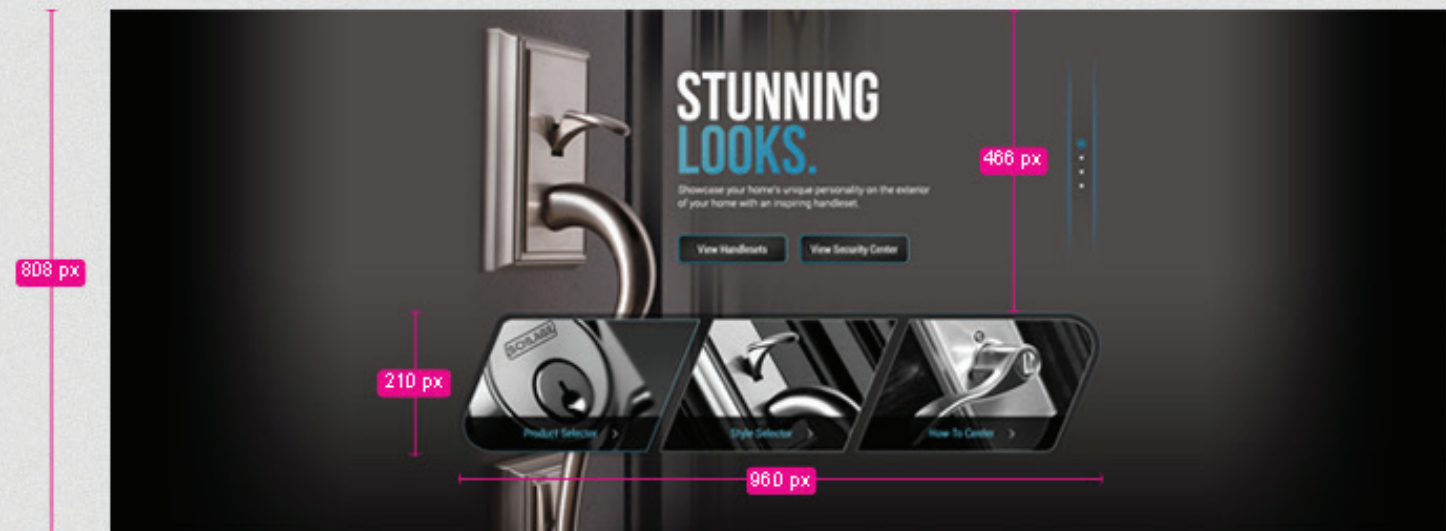 STUNNING
LOOKS.
466 px
Showcase your home's unique personality on the exterior
of your home with an inspiring handleset.
View Handlesets
View Security Center
808 px
SCHLAGE
210 px
Product Selector
Style Selector
How-To Center
960 px